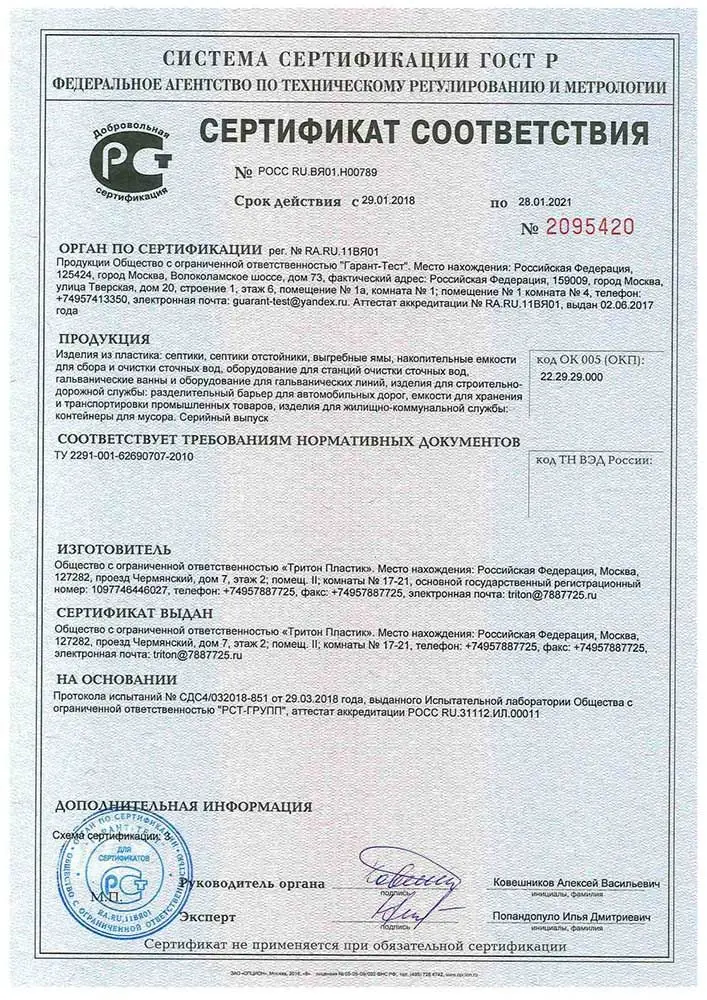 СИСТЕМА СЕРТИФИКАЦИИ ГОСТ Р
ФЕДЕРАЛЬНОЕ АГЕНТСТВО ПО ТЕХНИЧЕСКОМУ РЕГУЛИРОВАНИЮ И МЕТРОЛОГИИ
Добровольная
РСТ
сертификация
СЕРТИФИКАТ СООТВЕТСТВИЯ
№ РОСС RU.ВЯ01.Н00789
Срок действия с 29.01.2018 по 28.01.2021
№ 2095420
ОРГАН ПО СЕРТИФИКАЦИИ рег. № RA.RU.11ВЯ01
Продукции Общество с ограниченной ответственностью "Гарант-Тест". Место нахождения: Российская Федерация,
125424, город Москва, Волоколамское шоссе, дом 73, фактический адрес: Российская Федерация, 159009, город Москва,
улица Тверская, дом 20, строение 1, этаж 6, помещение № 1а, комната № 1; помещение № 1 комната № 4, телефон:
+74957413350, электронная почта: guarant-test@yandex.ru. Аттестат аккредитации № RA.RU.11ВЯ01, выдан 02.06.2017
года
ПРОДУКЦИЯ
Изделия из пластика: септики, септики отстойники, выгребные ямы, накопительные емкости
для сбора и очистки сточных вод, оборудование для станций очистки сточных вод,
гальванические ванны и оборудование для гальванических линий, изделия для строительно-
дорожной службы: разделительный барьер для автомобильных дорог, емкости для хранения
и транспортировки промышленных товаров, изделия для жилищно-коммунальной службы:
контейнеры для мусора. Серийный выпуск
код ОК 005 (ОКП):
22.29.29.000
СООТВЕТСТВУЕТ ТРЕБОВАНИЯМ НОРМАТИВНЫХ ДОКУМЕНТОВ
ТУ 2291-001-62690707-2010
код ТН ВЭД России:
ИЗГОТОВИТЕЛЬ
Общество с ограниченной ответственностью «Тритон Пластик». Место нахождения: Российская Федерация, Москва,
127282, проезд Чермянский, дом 7, этаж 2; помещ. II; комнаты № 17-21, основной государственный регистрационный
номер: 1097746446027, телефон: +74957887725, факс: +74957887725, электронная почта: triton@7887725.ru
СЕРТИФИКАТ ВЫДАН
Общество с ограниченной ответственностью «Тритон Пластик». Место нахождения: Российская Федерация, Москва,
127282, проезд Чермянский, дом 7, этаж 2; помещ. II; комнаты № 17-21, телефон: +74957887725, факс: +74957887725,
электронная почта: triton@7887725.ru
НА ОСНОВАНИИ
Протокола испытаний № СДС4/032018-851 от 29.03.2018 года, выданного Испытательной лаборатории Общества с
ограниченной ответственностью "РСТ-ГРУПП", аттестат аккредитации РОСС RU.31112.ИЛ.00011
ДОПОЛНИТЕЛЬНАЯ ИНФОРМАЦИЯ
Схема сертификации: 3
ОРГАН ПО СЕРТИФИКАЦИИ
ДЛЯ
СЕРТИФИКАТОВ
РСТ
RA.RU.11ВЯ01
ОБЩЕСТВО С ОГРАНИЧЕННОЙ ОТВЕТСТВЕННОСТЬЮ
М.П.
Руководитель органа
подпись
Ковешников Алексей Васильевич
инициалы, фамилия
Эксперт
подпись
Попандопуло Илья Дмитриевич
инициалы, фамилия
Сертификат не применяется при обязательной сертификации